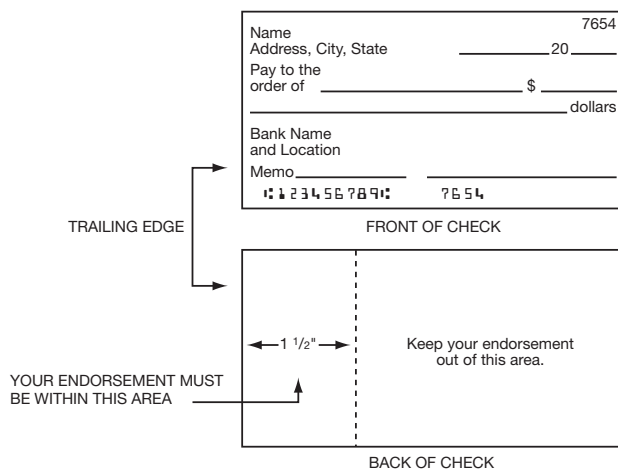 7654
Name
Address, City, State 20
Pay to the
order of $
dollars
Bank Name
and Location
Memo
⑆123456789⑆ 7654
TRAILING EDGE
FRONT OF CHECK
1 1/2"
Keep your endorsement
out of this area.
YOUR ENDORSEMENT MUST
BE WITHIN THIS AREA
BACK OF CHECK